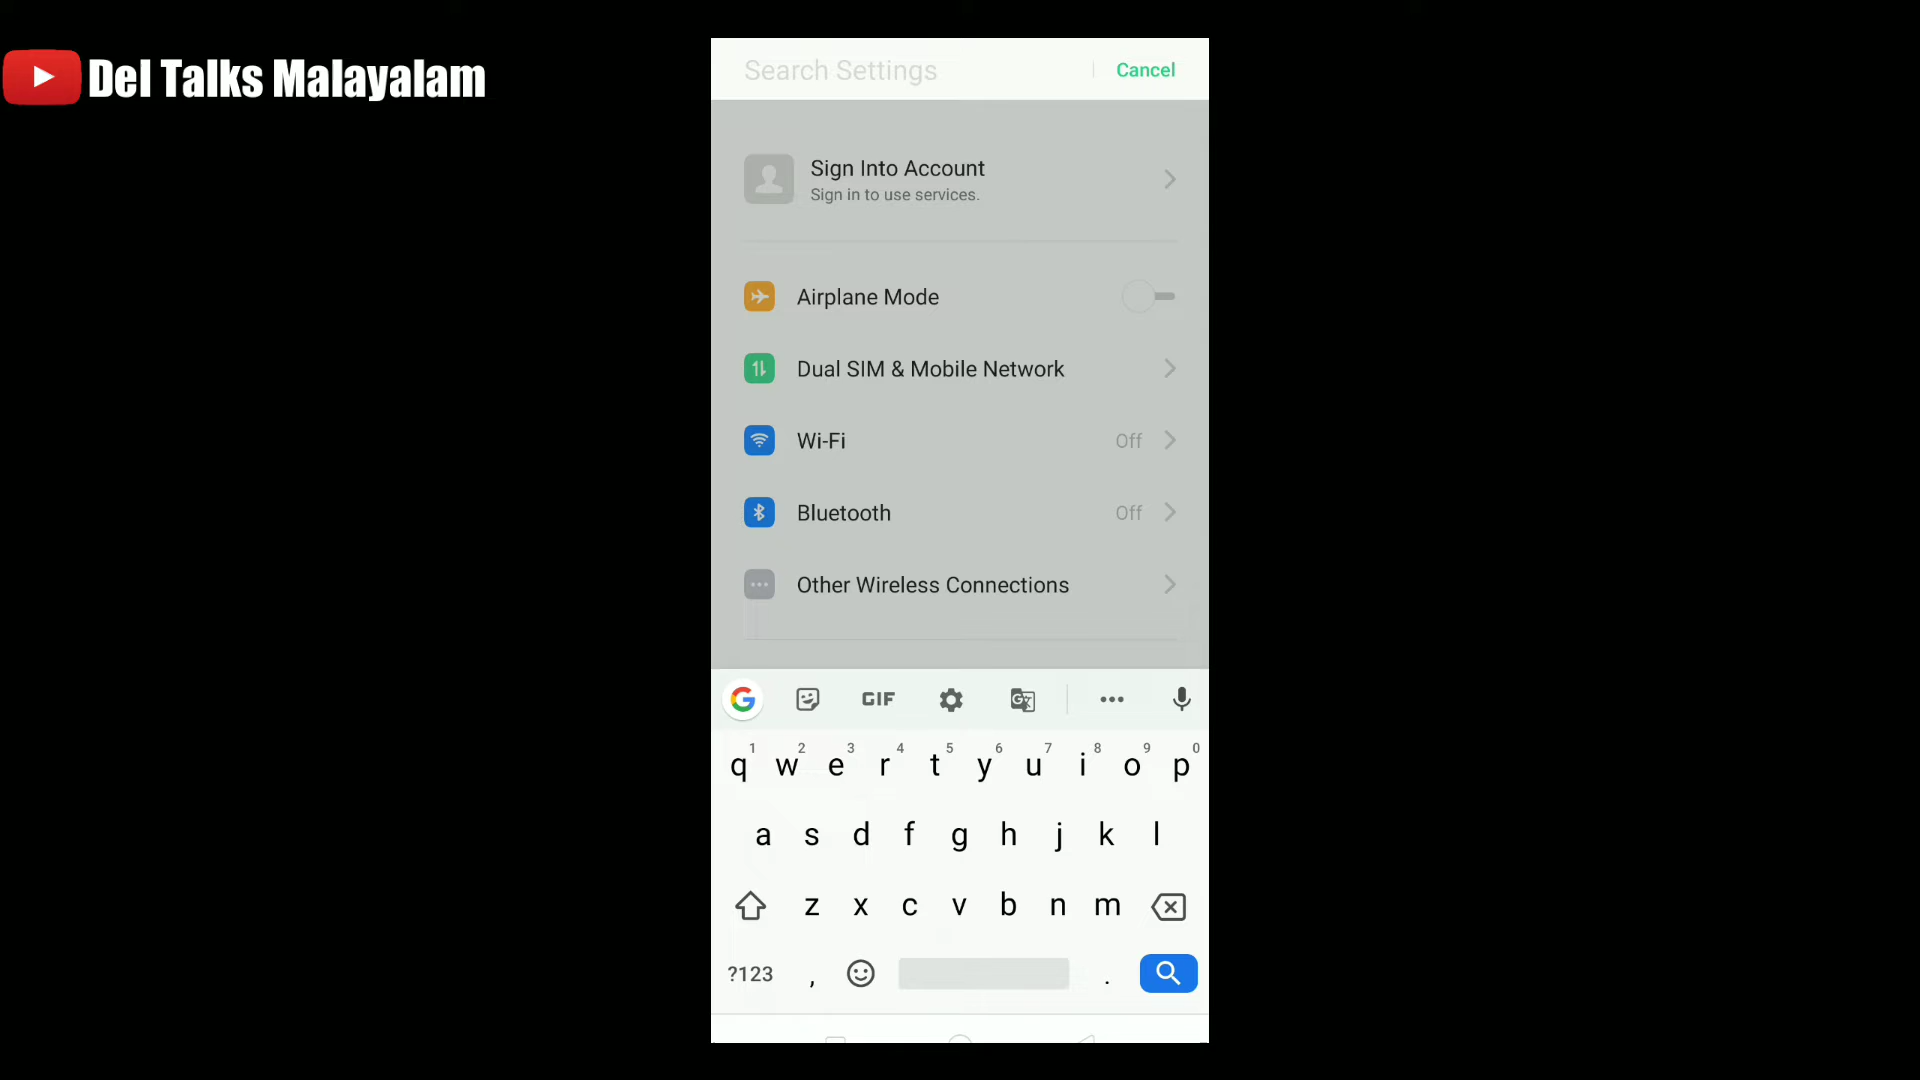 Del Talks Malayalam
Search Settings Cancel
Sign Into Account
Sign in to use services.
Airplane Mode
Dual SIM & Mobile Network
Wi-Fi Off
Bluetooth Off
Other Wireless Connections
G GIF G
1 2 3 4 5 6 7 8 9 0
q w e r t y u i o p
a s d f g h j k l
z x c v b n m
?123 , .